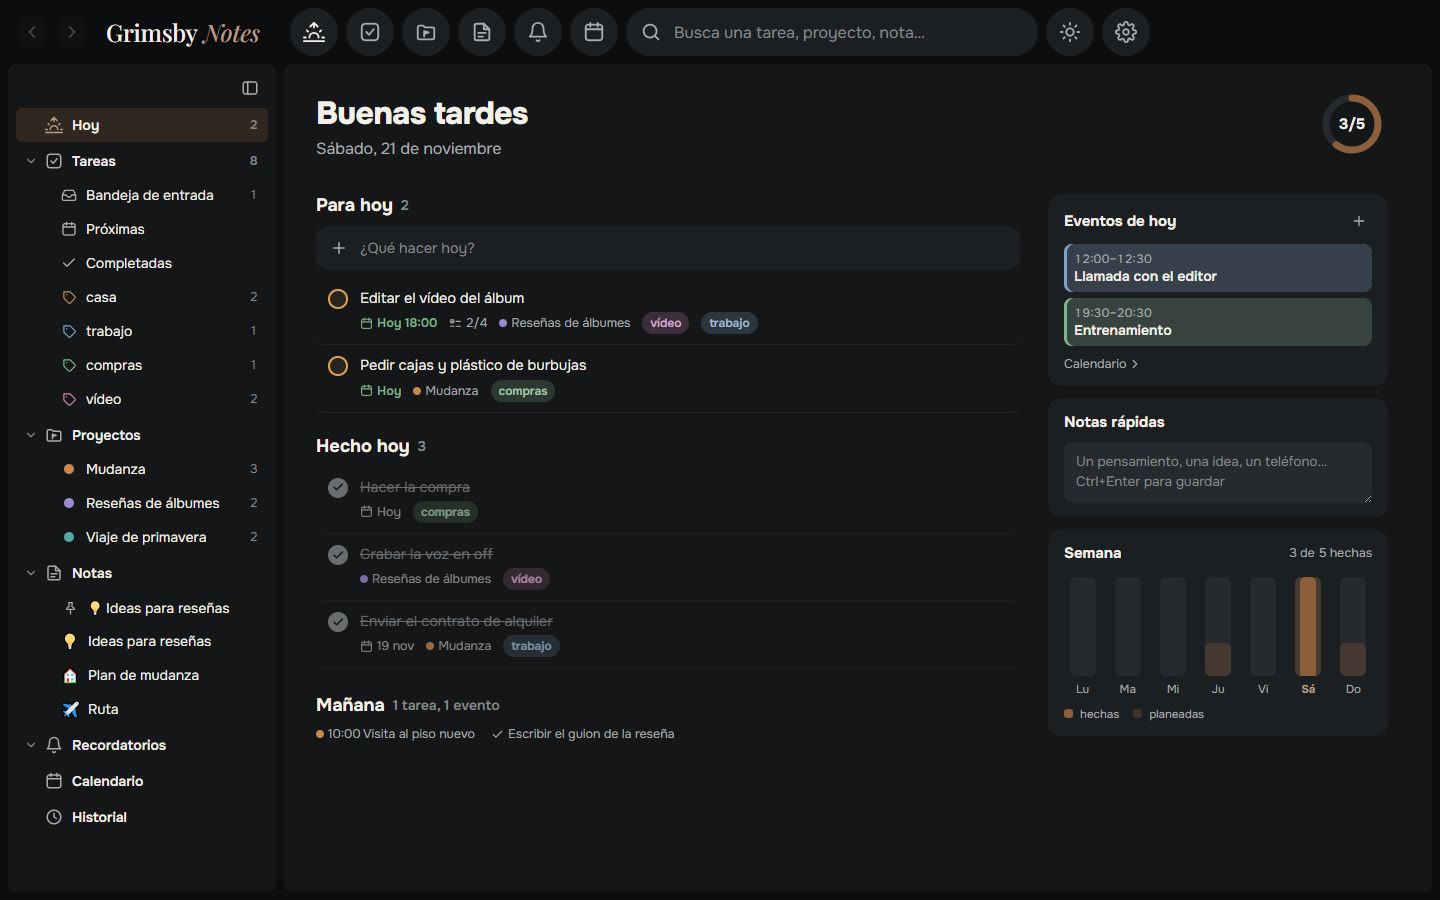 Grimsby Notes
Busca una tarea, proyecto, nota...
Hoy 2
Tareas 8
Bandeja de entrada 1
Próximas
Completadas
casa 2
trabajo 1
compras 1
vídeo 2
Proyectos
Mudanza 3
Reseñas de álbumes 2
Viaje de primavera 2
Notas
Ideas para reseñas
Ideas para reseñas
Plan de mudanza
Ruta
Recordatorios
Calendario
Historial
Buenas tardes
Sábado, 21 de noviembre
3/5
Para hoy 2
¿Qué hacer hoy?
Editar el vídeo del álbum
Hoy 18:00 2/4 Reseñas de álbumes vídeo trabajo
Pedir cajas y plástico de burbujas
Hoy Mudanza compras
Hecho hoy 3
Hacer la compra
Hoy compras
Grabar la voz en off
Reseñas de álbumes vídeo
Enviar el contrato de alquiler
19 nov Mudanza trabajo
Mañana 1 tarea, 1 evento
10:00 Visita al piso nuevo Escribir el guion de la reseña
Eventos de hoy
12:00–12:30
Llamada con el editor
19:30–20:30
Entrenamiento
Calendario
Notas rápidas
Un pensamiento, una idea, un teléfono...
Ctrl+Enter para guardar
Semana 3 de 5 hechas
Lu Ma Mi Ju Vi Sá Do
hechas planeadas